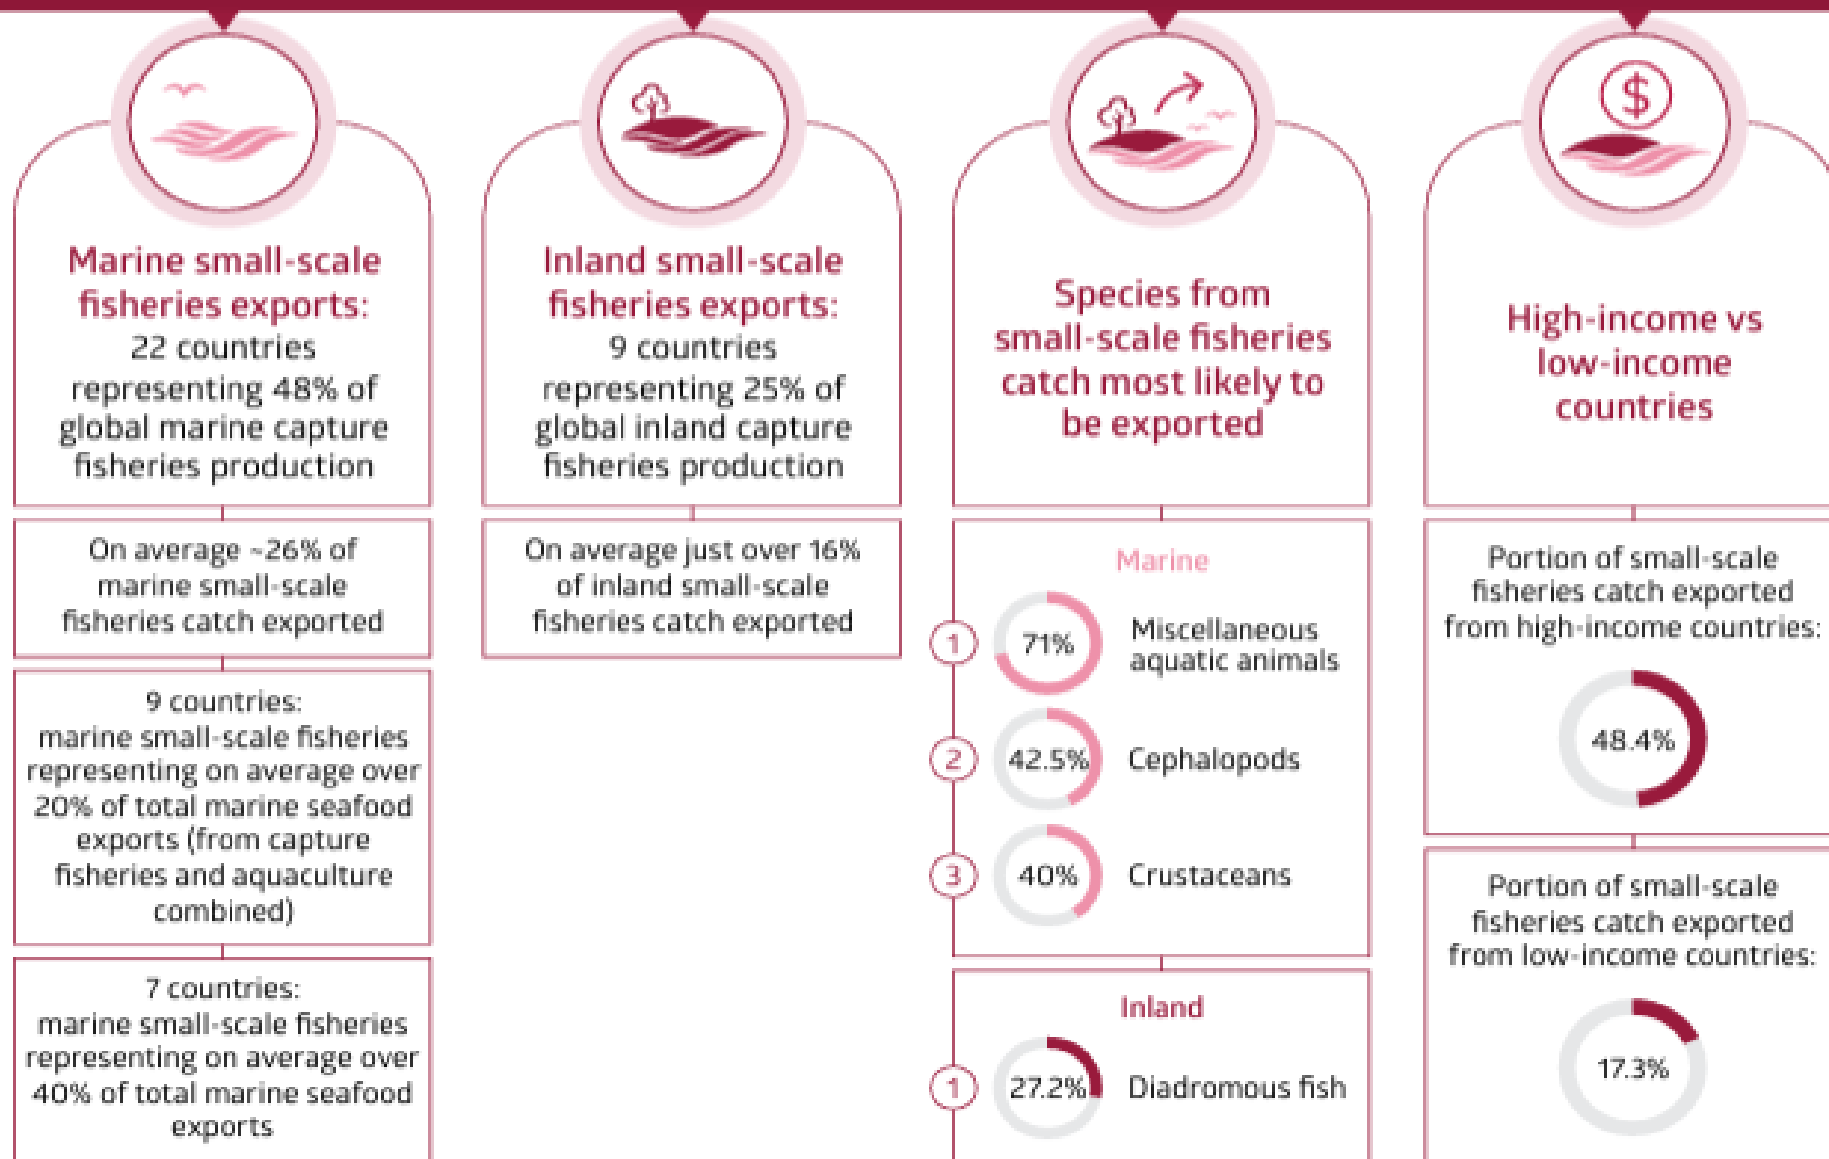 Marine small-scale
fisheries exports:
22 countries
representing 48% of
global marine capture
fisheries production
On average ~26% of
marine small-scale
fisheries catch exported
9 countries:
marine small-scale fisheries
representing on average over
20% of total marine seafood
exports (from capture
fisheries and aquaculture
combined)
7 countries:
marine small-scale fisheries
representing on average over
40% of total marine seafood
exports
Inland small-scale
fisheries exports:
9 countries
representing 25% of
global inland capture
fisheries production
On average just over 16%
of inland small-scale
fisheries catch exported
Species from
small-scale fisheries
catch most likely to
be exported
Marine
1 71% Miscellaneous
aquatic animals
2 42.5% Cephalopods
3 40% Crustaceans
Inland
1 27.2% Diadromous fish
$
High-income vs
low-income
countries
Portion of small-scale
fisheries catch exported
from high-income countries:
48.4%
Portion of small-scale
fisheries catch exported
from low-income countries:
17.3%